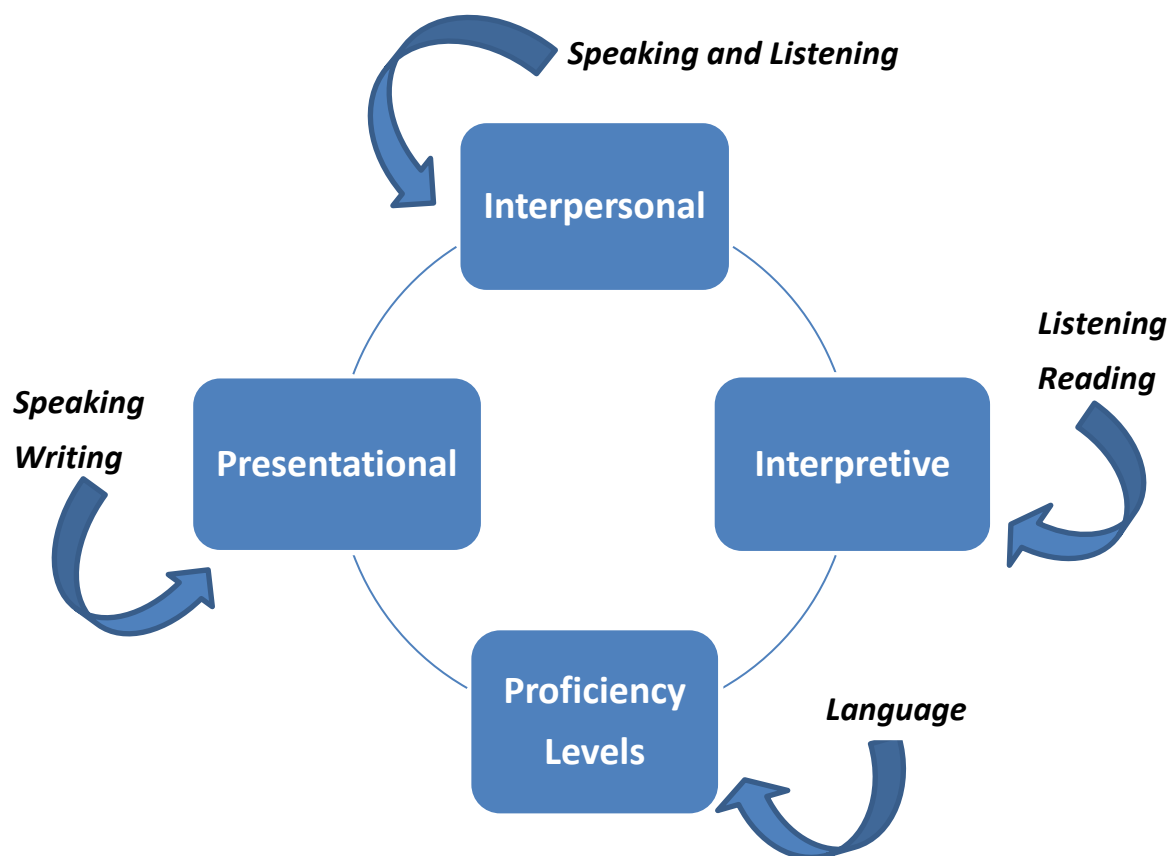 Speaking and Listening
Interpersonal
Listening
Reading
Speaking
Writing
Presentational
Interpretive
Proficiency
Levels
Language